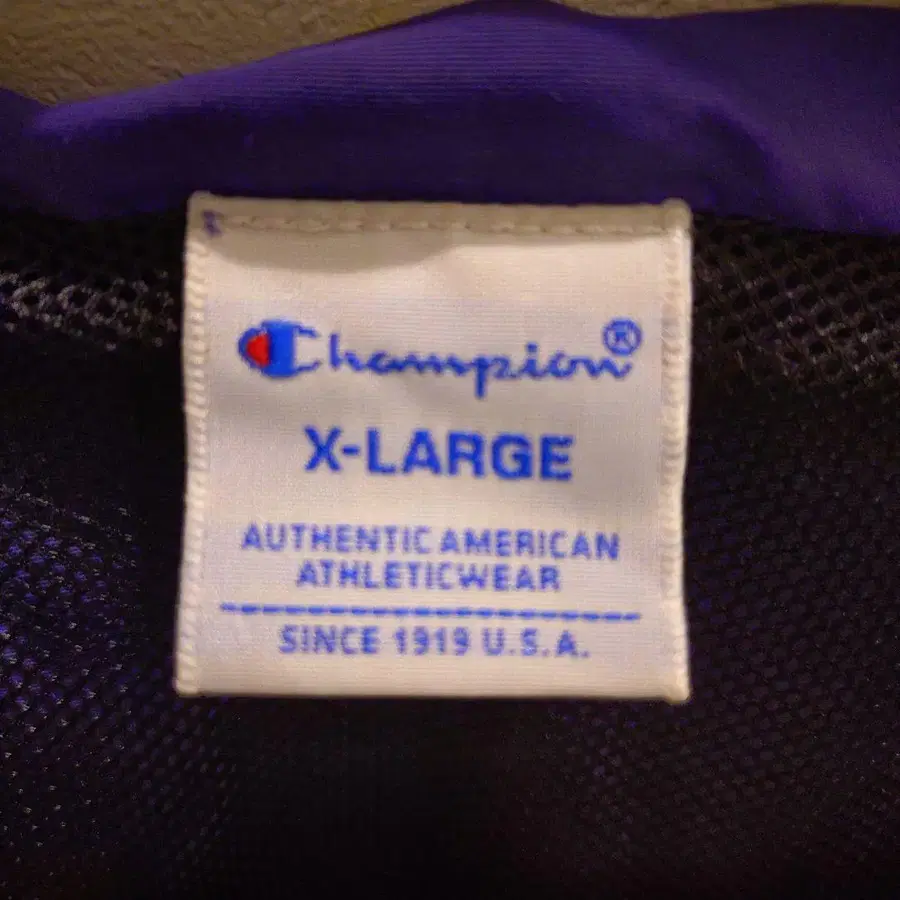 Champion®
X-LARGE
AUTHENTIC AMERICAN
ATHLETICWEAR
SINCE 1919 U.S.A.